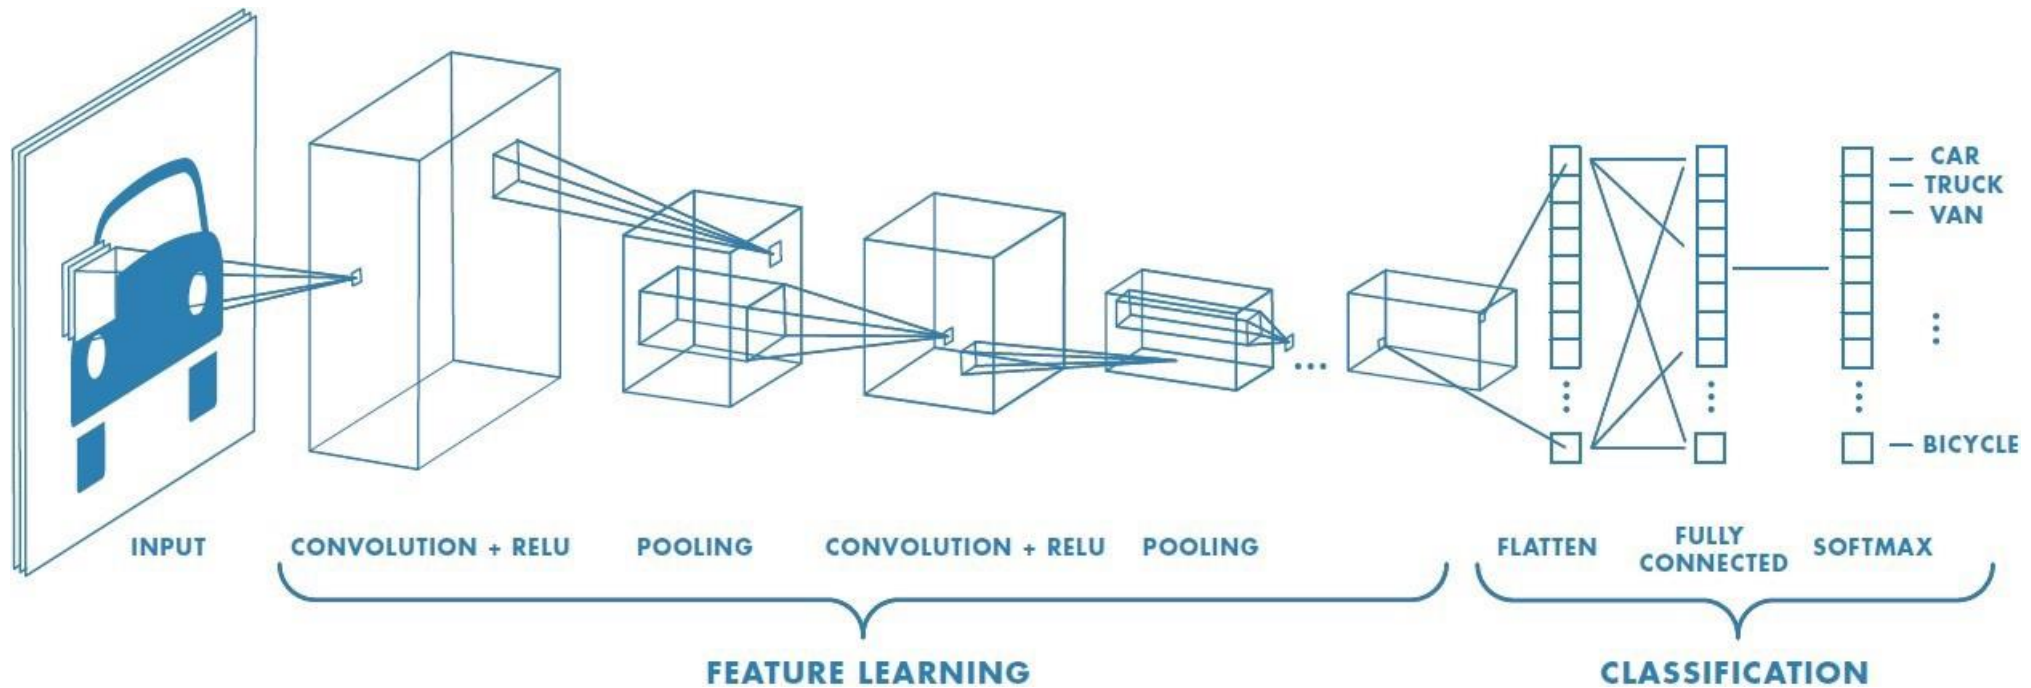 CAR
TRUCK
VAN
BICYCLE
INPUT
CONVOLUTION + RELU
POOLING
CONVOLUTION + RELU
POOLING
FLATTEN
FULLY
CONNECTED
SOFTMAX
FEATURE LEARNING
CLASSIFICATION